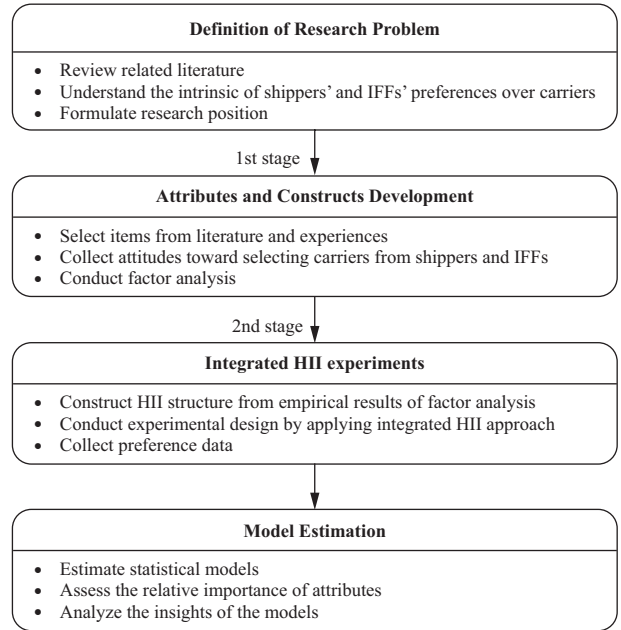 Definition of Research Problem
• Review related literature
• Understand the intrinsic of shippers’ and IFFs’ preferences over carriers
• Formulate research position
1st stage
Attributes and Constructs Development
• Select items from literature and experiences
• Collect attitudes toward selecting carriers from shippers and IFFs
• Conduct factor analysis
2nd stage
Integrated HII experiments
• Construct HII structure from empirical results of factor analysis
• Conduct experimental design by applying integrated HII approach
• Collect preference data
Model Estimation
• Estimate statistical models
• Assess the relative importance of attributes
• Analyze the insights of the models